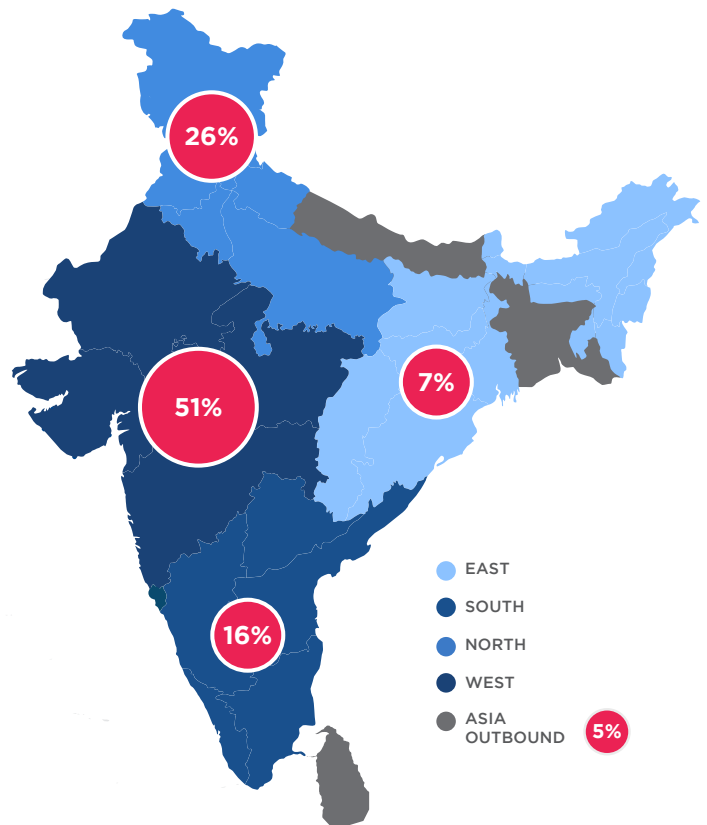 26%
51%
7%
16%
EAST
SOUTH
NORTH
WEST
ASIA
OUTBOUND
5%